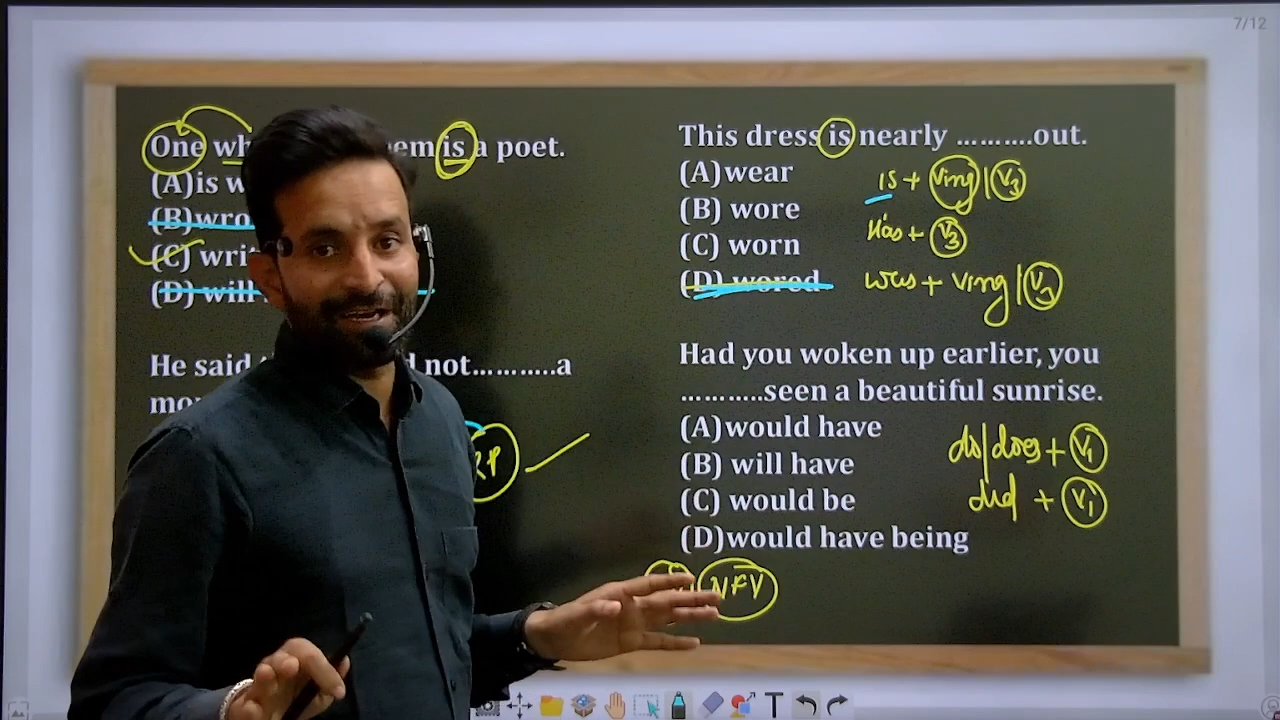 7/12
One wh em is a poet.
(A)is w
(B)wro
(C) writ
(D) will
He said d not...........a
mo
RP
This dress is nearly ..........out.
(A)wear
(B) wore
(C) worn
(D) wored
is + Ving|V3
Has + V3
was + Ving|V3
Had you woken up earlier, you
...........seen a beautiful sunrise.
(A)would have
(B) will have
(C) would be
(D)would have being
do|does + V1
did + V1
NFV